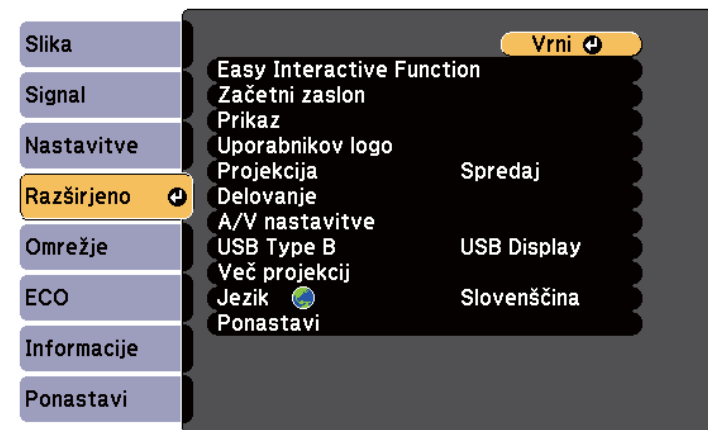 Slika
Signal
Nastavitve
Razširjeno
Omrežje
ECO
Informacije
Ponastavi
Vrni
Easy Interactive Function
Začetni zaslon
Prikaz
Uporabnikov logo
Projekcija Spredaj
Delovanje
A/V nastavitve
USB Type B USB Display
Več projekcij
Jezik Slovenščina
Ponastavi